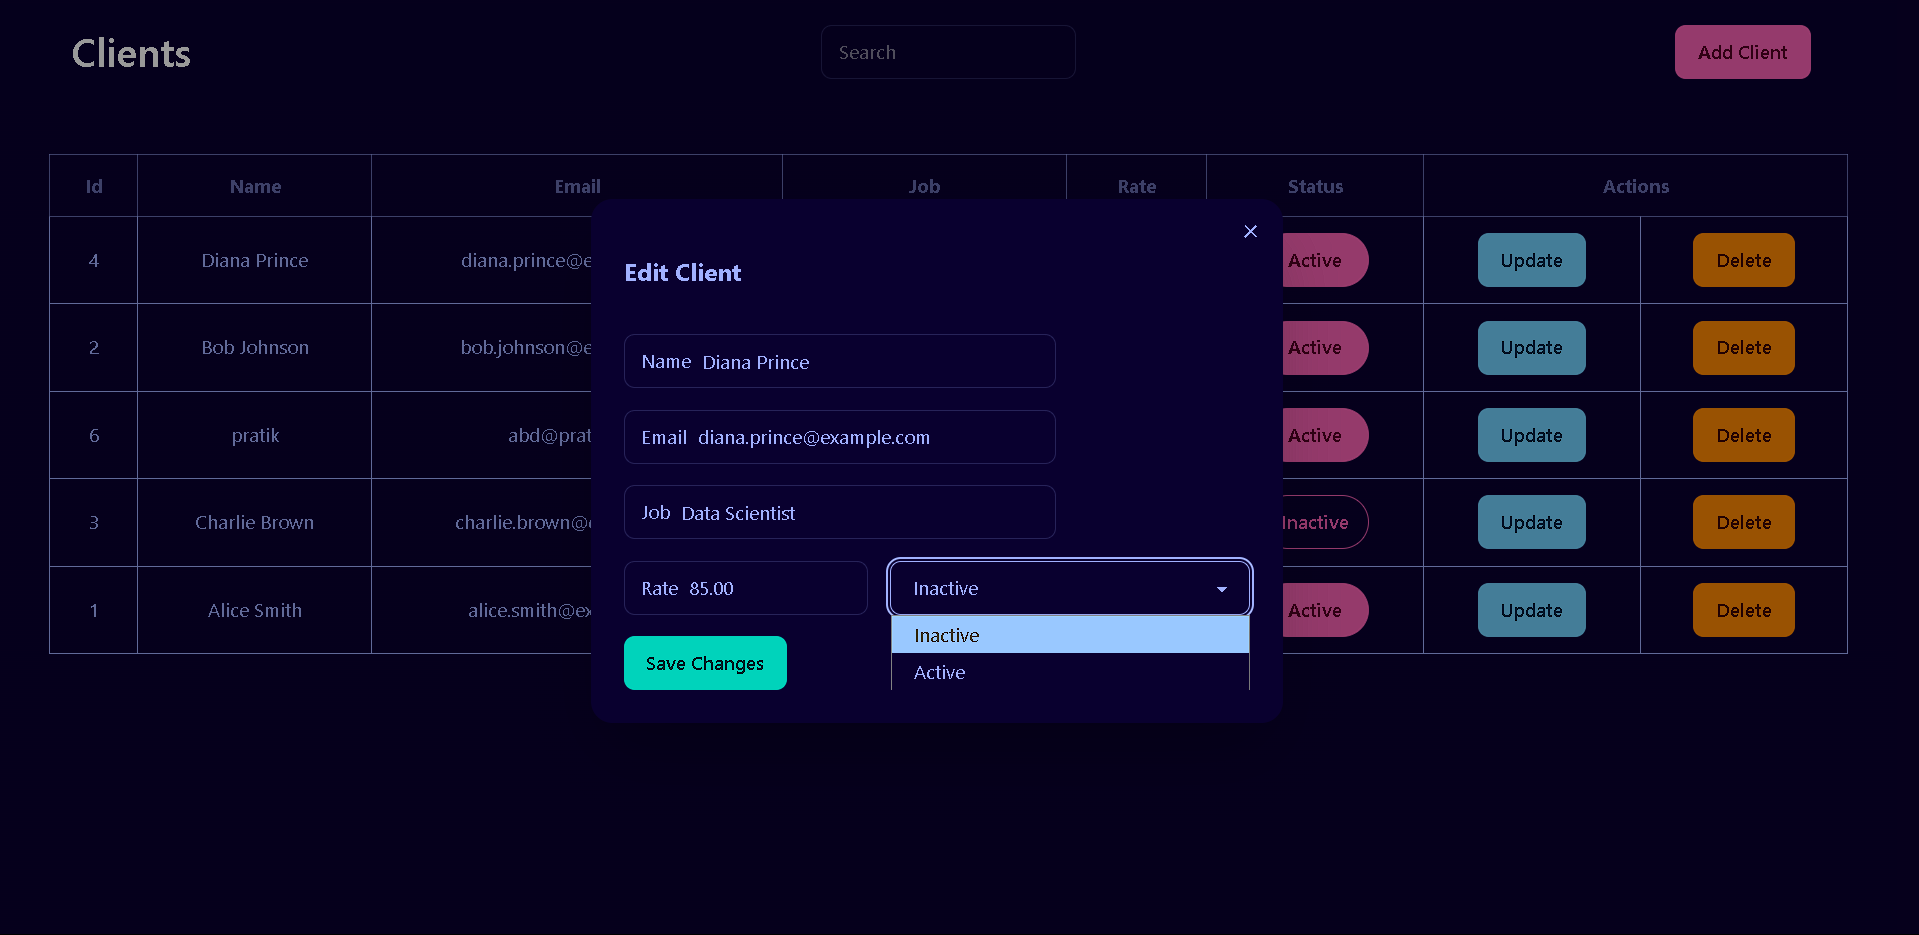 Clients
Search
Add Client
Id Name Email Job Rate Status Actions
4 Diana Prince diana.prince@e Active Update Delete
2 Bob Johnson bob.johnson@e Active Update Delete
6 pratik abd@prat Active Update Delete
3 Charlie Brown charlie.brown@e Inactive Update Delete
1 Alice Smith alice.smith@ex Active Update Delete
Edit Client
Name Diana Prince
Email diana.prince@example.com
Job Data Scientist
Rate 85.00
Inactive
Inactive
Active
Save Changes